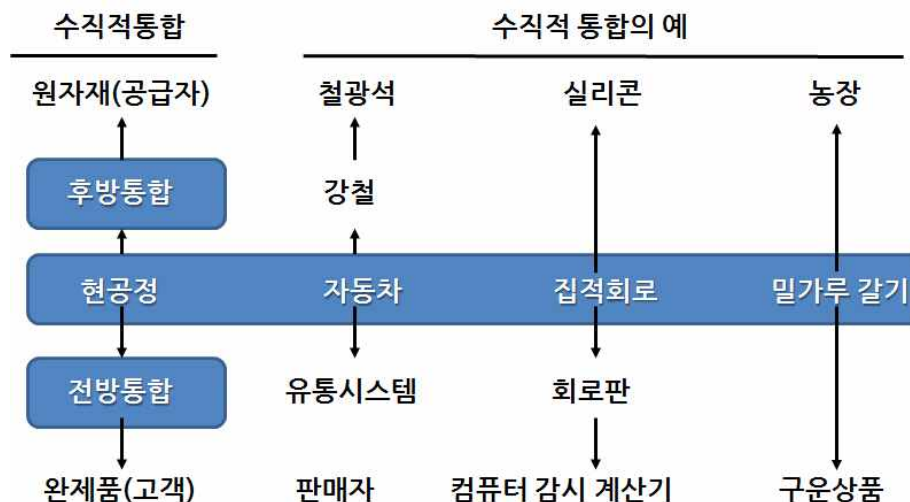 수직적통합 수직적 통합의 예
원자재(공급자) 철광석 실리콘 농장
후방통합 강철
현공정 자동차 집적회로 밀가루 갈기
전방통합 유통시스템 회로판
완제품(고객) 판매자 컴퓨터 감시 계산기 구운상품